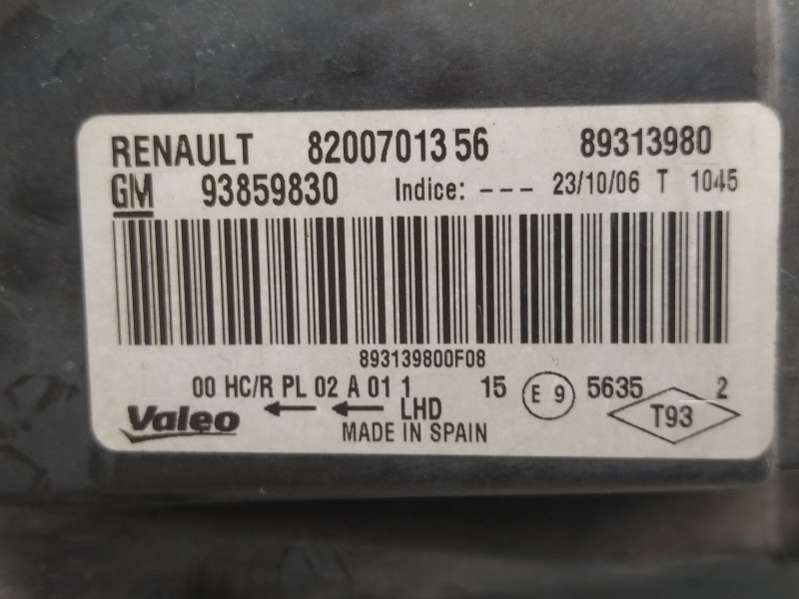 RENAULT 8200701356 89313980
GM 93859830 Indice: --- 23/10/06 T 1045
893139800F08
00 HC/R PL 02 A 01 1 15 E 9 5635 2
Valeo LHD T93
MADE IN SPAIN